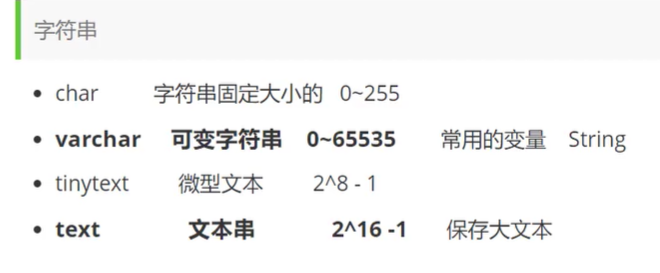 字符串
char 字符串固定大小的 0~255
varchar 可变字符串 0~65535 常用的变量 String
tinytext 微型文本 2^8 - 1
text 文本串 2^16 -1 保存大文本